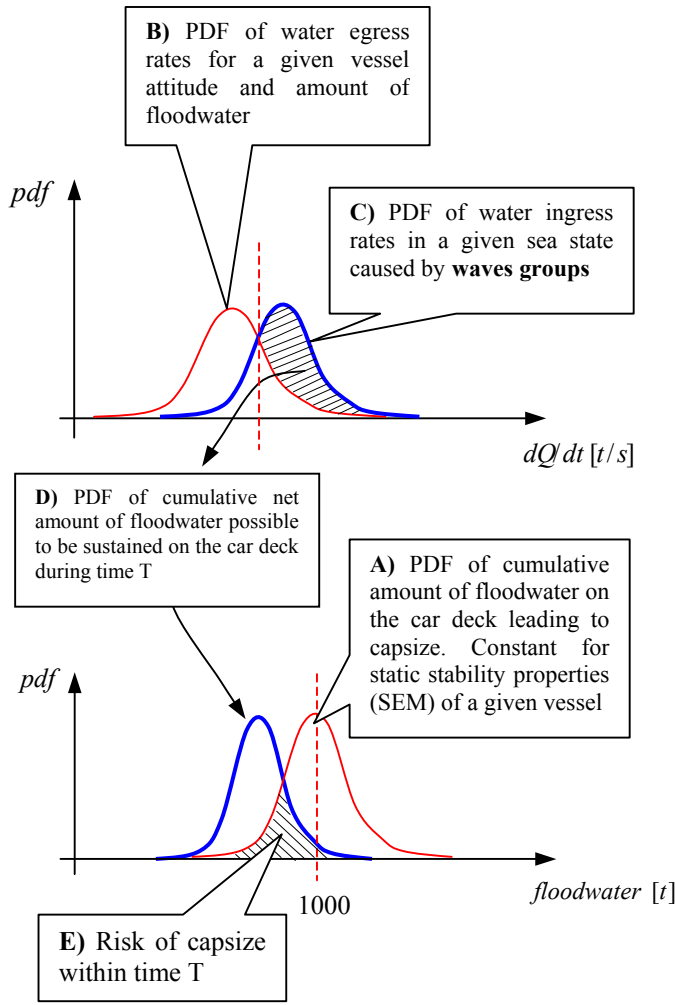 B) PDF of water egress
rates for a given vessel
attitude and amount of
floodwater
pdf
C) PDF of water ingress
rates in a given sea state
caused by waves groups
dQ/dt [t/s]
D) PDF of cumulative net
amount of floodwater possible
to be sustained on the car deck
during time T
A) PDF of cumulative
amount of floodwater on
the car deck leading to
capsize. Constant for
static stability properties
(SEM) of a given vessel
pdf
1000
floodwater [t]
E) Risk of capsize
within time T